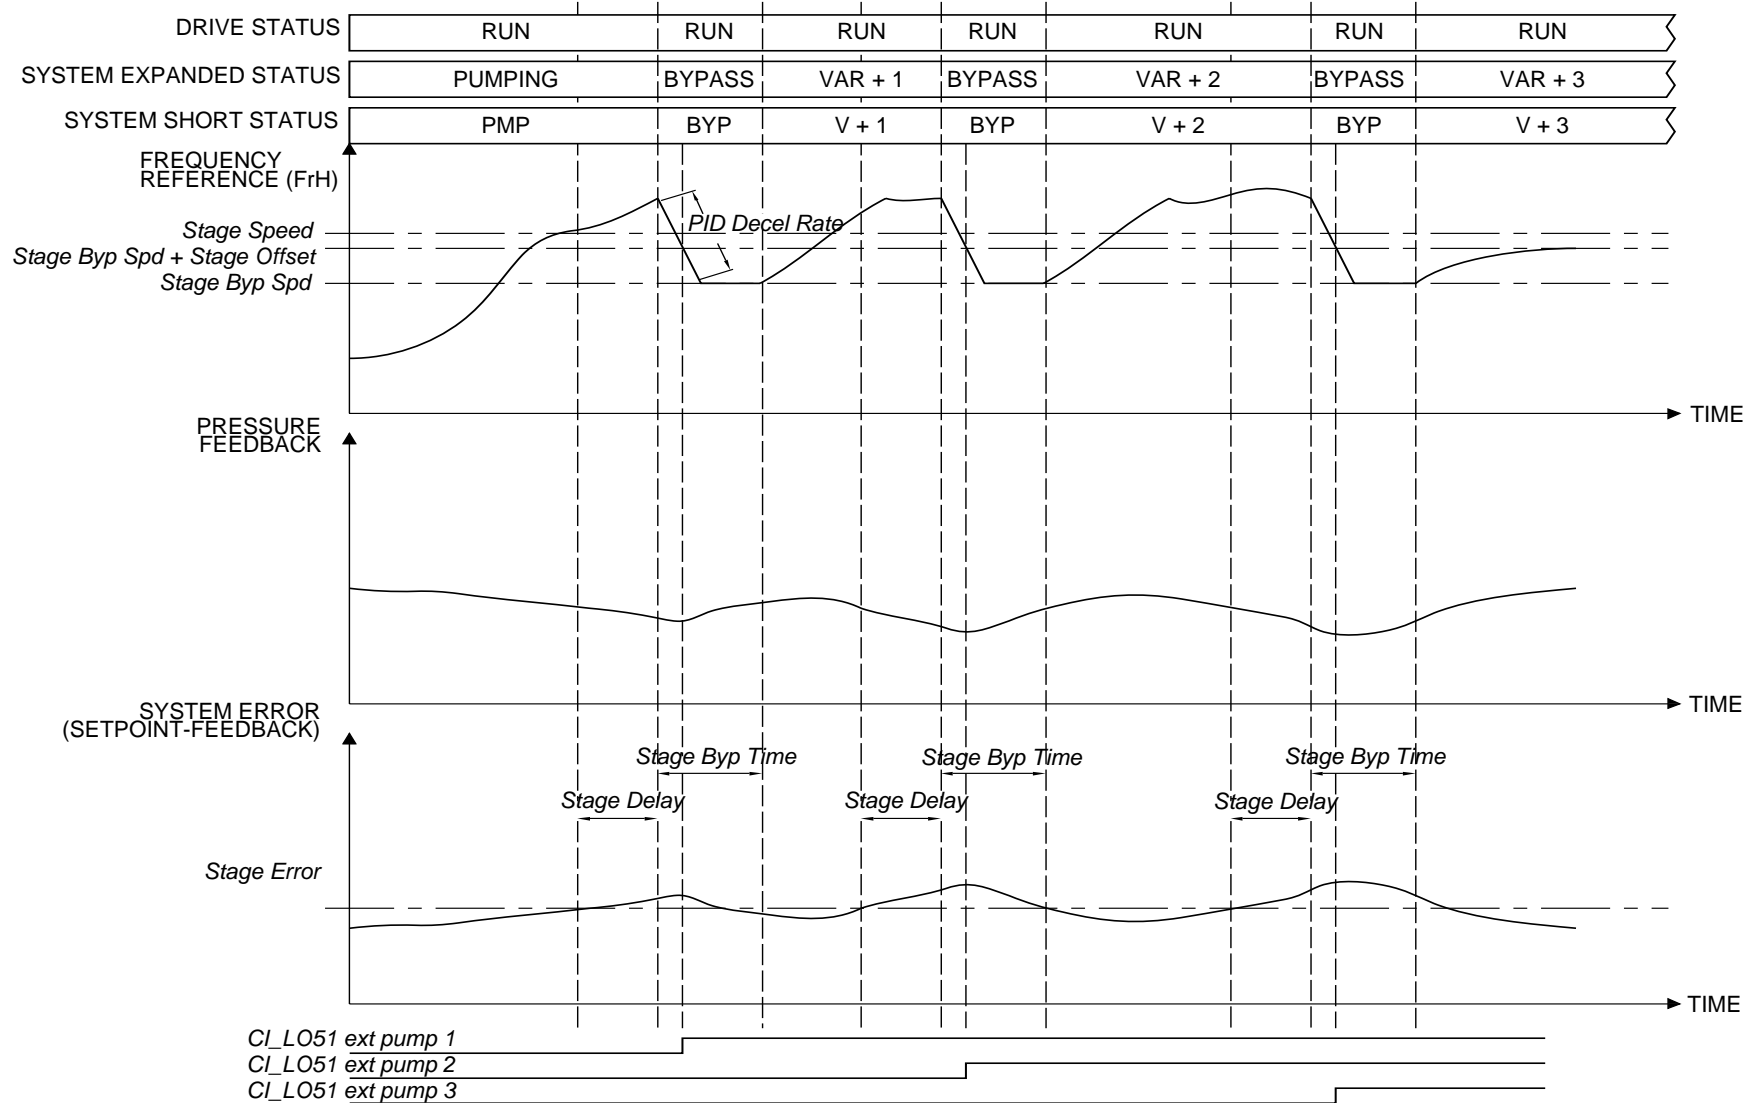 DRIVE STATUS RUN RUN RUN RUN RUN RUN RUN
SYSTEM EXPANDED STATUS PUMPING BYPASS VAR + 1 BYPASS VAR + 2 BYPASS VAR + 3
SYSTEM SHORT STATUS PMP BYP V + 1 BYP V + 2 BYP V + 3
FREQUENCY
REFERENCE (FrH)
PID Decel Rate
Stage Speed
Stage Byp Spd + Stage Offset
Stage Byp Spd
TIME
PRESSURE
FEEDBACK
TIME
SYSTEM ERROR
(SETPOINT-FEEDBACK)
Stage Byp Time Stage Byp Time Stage Byp Time
Stage Delay Stage Delay Stage Delay
Stage Error
TIME
CI_LO51 ext pump 1
CI_LO51 ext pump 2
CI_LO51 ext pump 3